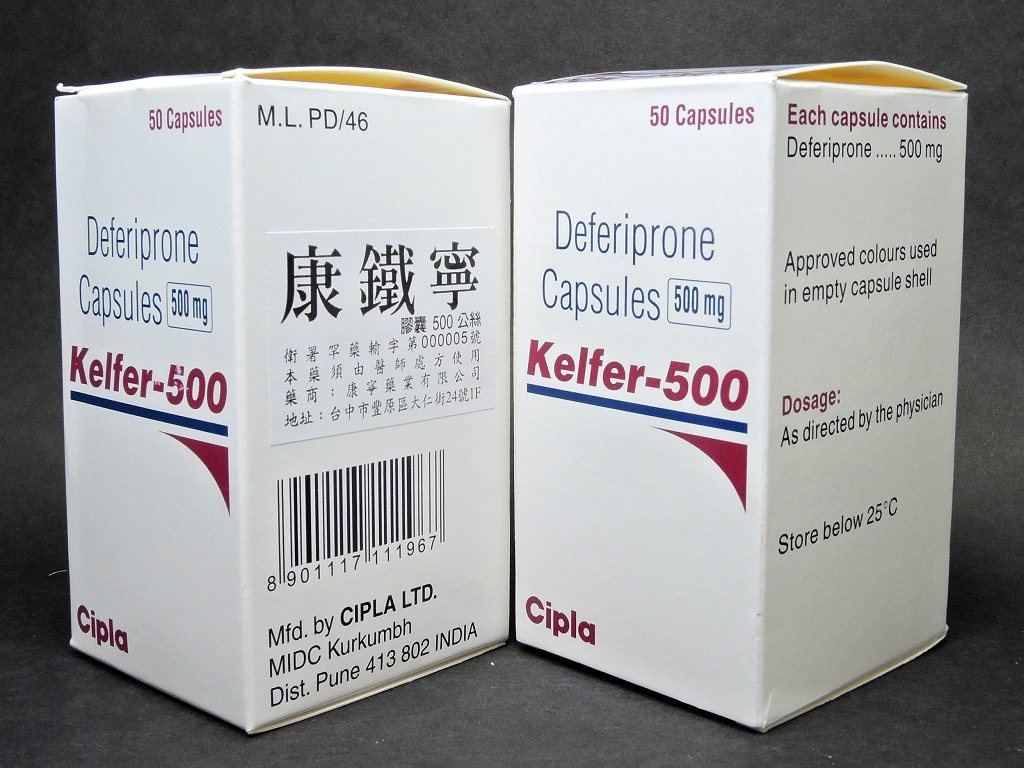 50 Capsules
Deferiprone
Capsules 500 mg
Kelfer-500
Cipla
M.L. PD/46
康鐵寧
膠囊 500 公絲
衛署罕藥輸字第000005號
本藥須由醫師處方使用
藥商：康寧藥業有限公司
地址：台中市豐原區大仁街24號1F
8 901117 111967
Mfd. by CIPLA LTD.
MIDC Kurkumbh
Dist. Pune 413 802 INDIA
50 Capsules
Deferiprone
Capsules 500 mg
Kelfer-500
Cipla
Each capsule contains
Deferiprone ..... 500 mg
Approved colours used
in empty capsule shell
Dosage:
As directed by the physician
Store below 25°C